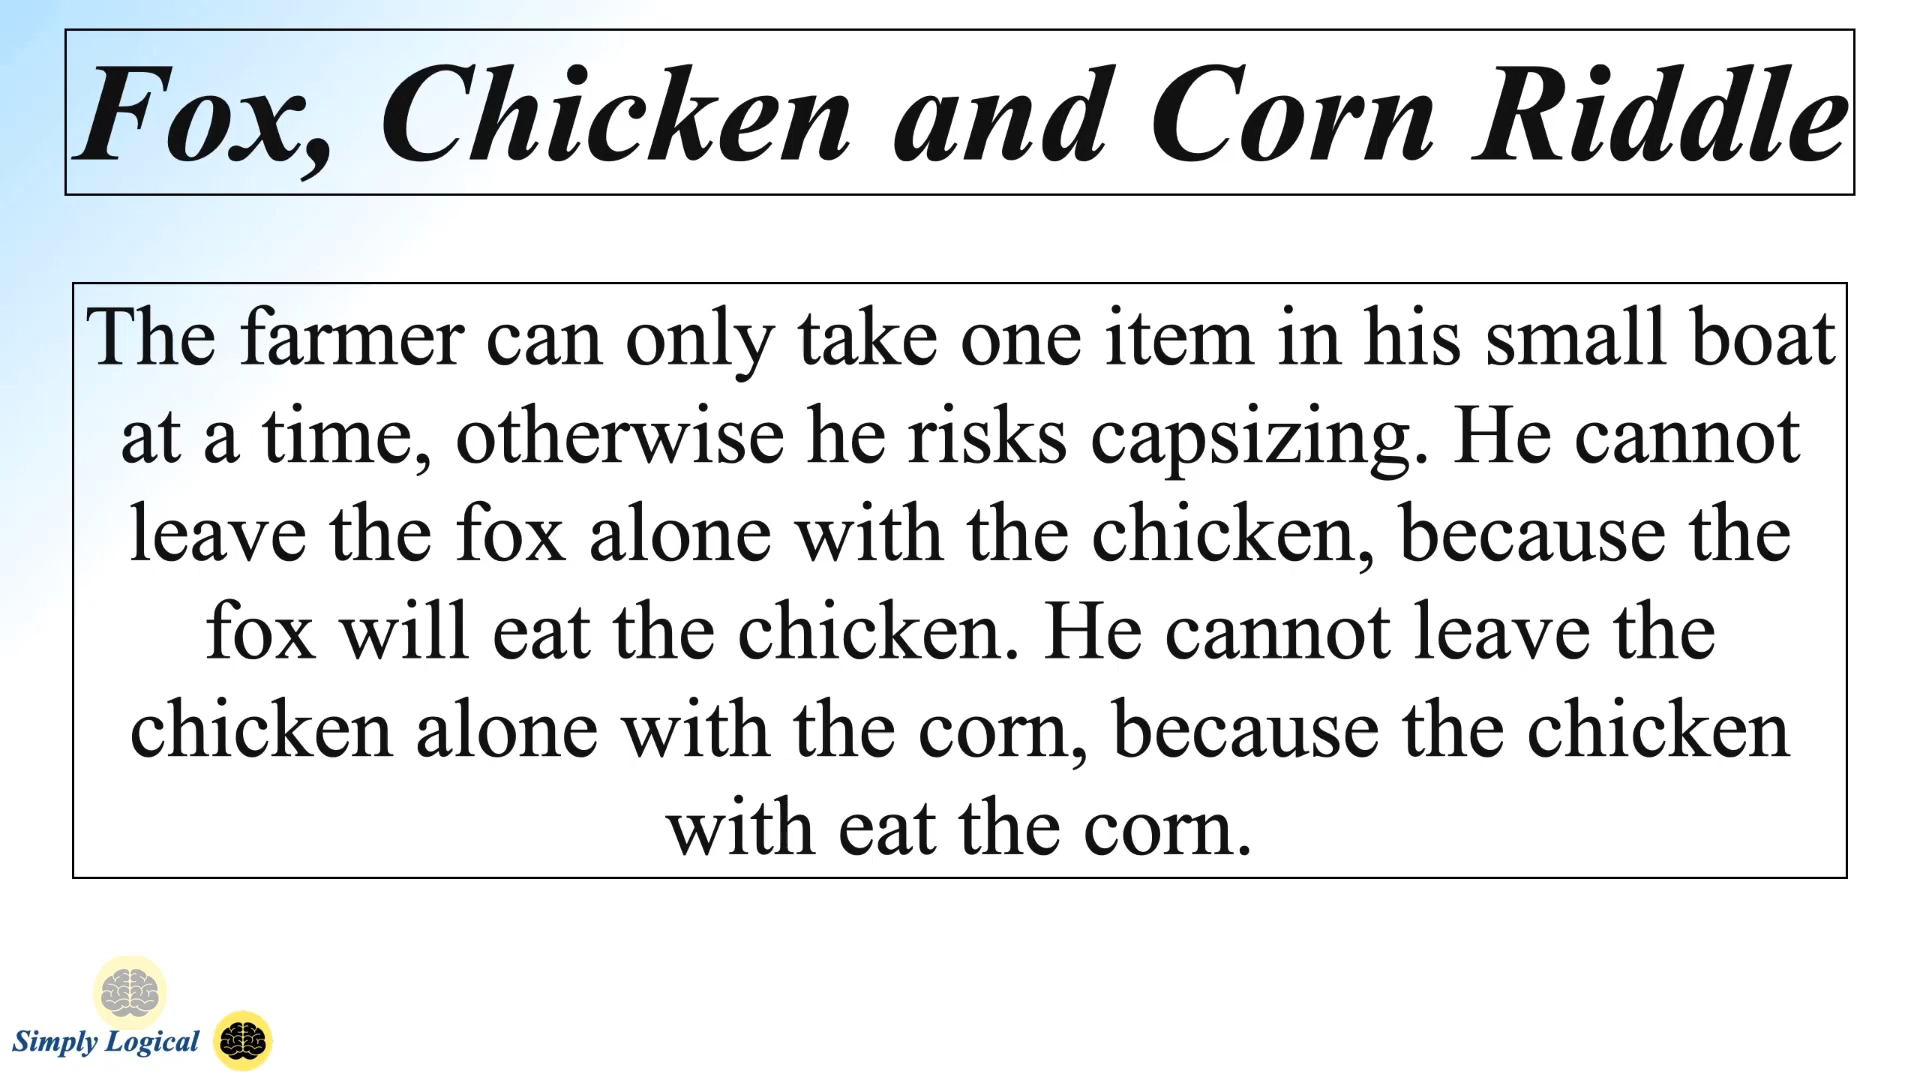 Fox, Chicken and Corn Riddle
The farmer can only take one item in his small boat
at a time, otherwise he risks capsizing. He cannot
leave the fox alone with the chicken, because the
fox will eat the chicken. He cannot leave the
chicken alone with the corn, because the chicken
with eat the corn.
Simply Logical